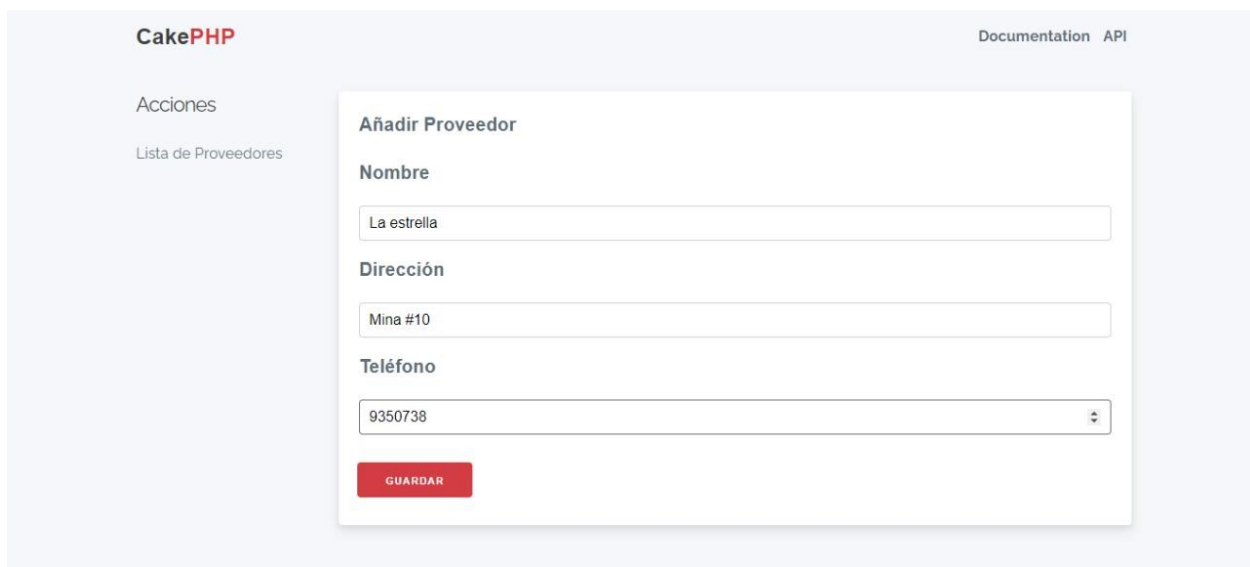 CakePHP
Documentation API
Acciones
Lista de Proveedores
Añadir Proveedor
Nombre
La estrella
Dirección
Mina #10
Teléfono
9350738
GUARDAR